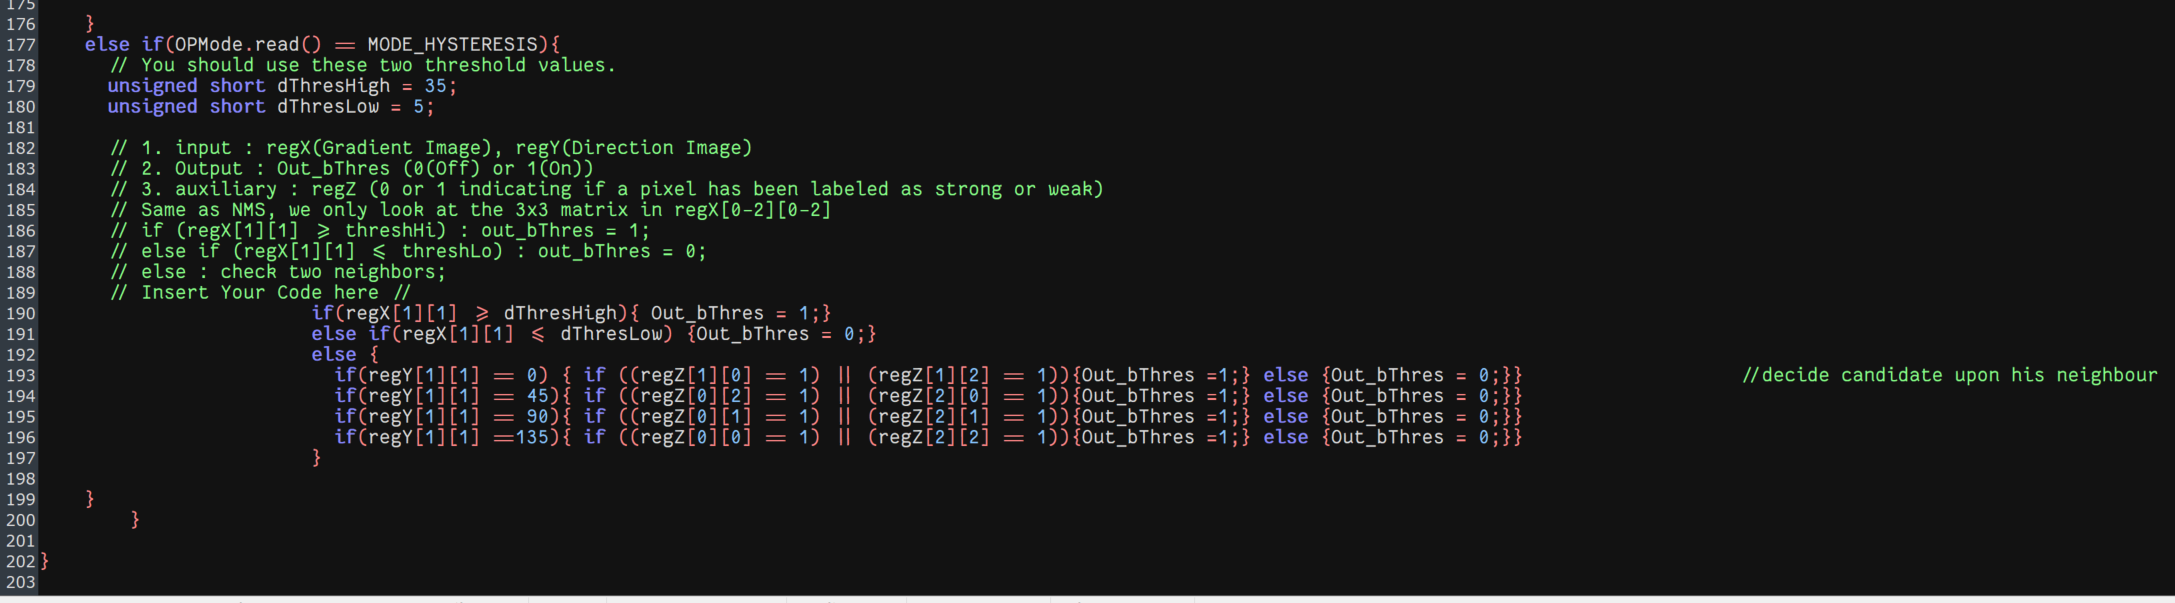 175
176 }
177 else if(OPMode.read() == MODE_HYSTERESIS){
178 // You should use these two threshold values.
179 unsigned short dThresHigh = 35;
180 unsigned short dThresLow = 5;
181
182 // 1. input : regX(Gradient Image), regY(Direction Image)
183 // 2. Output : Out_bThres (0(Off) or 1(On))
184 // 3. auxiliary : regZ (0 or 1 indicating if a pixel has been labeled as strong or weak)
185 // Same as NMS, we only look at the 3x3 matrix in regX[0-2][0-2]
186 // if (regX[1][1] >= threshHi) : out_bThres = 1;
187 // else if (regX[1][1] <= threshLo) : out_bThres = 0;
188 // else : check two neighbors;
189 // Insert Your Code here //
190 if(regX[1][1] >= dThresHigh){ Out_bThres = 1;}
191 else if(regX[1][1] <= dThresLow) {Out_bThres = 0;}
192 else {
193 if(regY[1][1] == 0) { if ((regZ[1][0] == 1) || (regZ[1][2] == 1)){Out_bThres =1;} else {Out_bThres = 0;}} //decide candidate upon his neighbour
194 if(regY[1][1] == 45){ if ((regZ[0][2] == 1) || (regZ[2][0] == 1)){Out_bThres =1;} else {Out_bThres = 0;}}
195 if(regY[1][1] == 90){ if ((regZ[0][1] == 1) || (regZ[2][1] == 1)){Out_bThres =1;} else {Out_bThres = 0;}}
196 if(regY[1][1] ==135){ if ((regZ[0][0] == 1) || (regZ[2][2] == 1)){Out_bThres =1;} else {Out_bThres = 0;}}
197 }
198
199 }
200 }
201
202 }
203